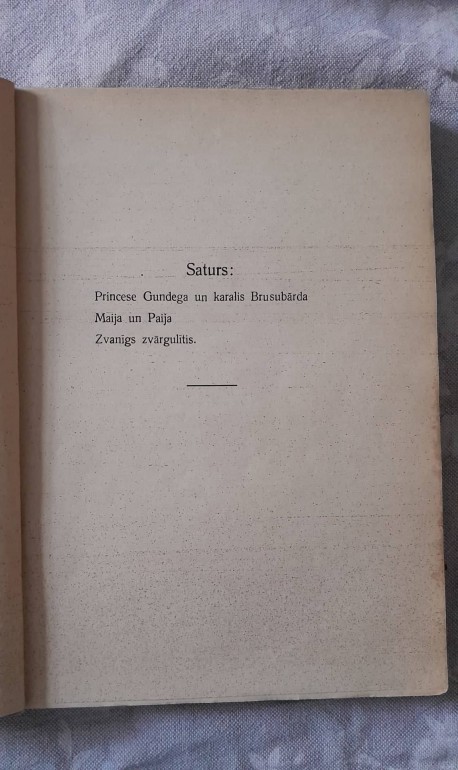 Saturs:
Princese Gundega un karalis Brusubārda
Maija un Paija
Zvanīgs zvārgulītis.